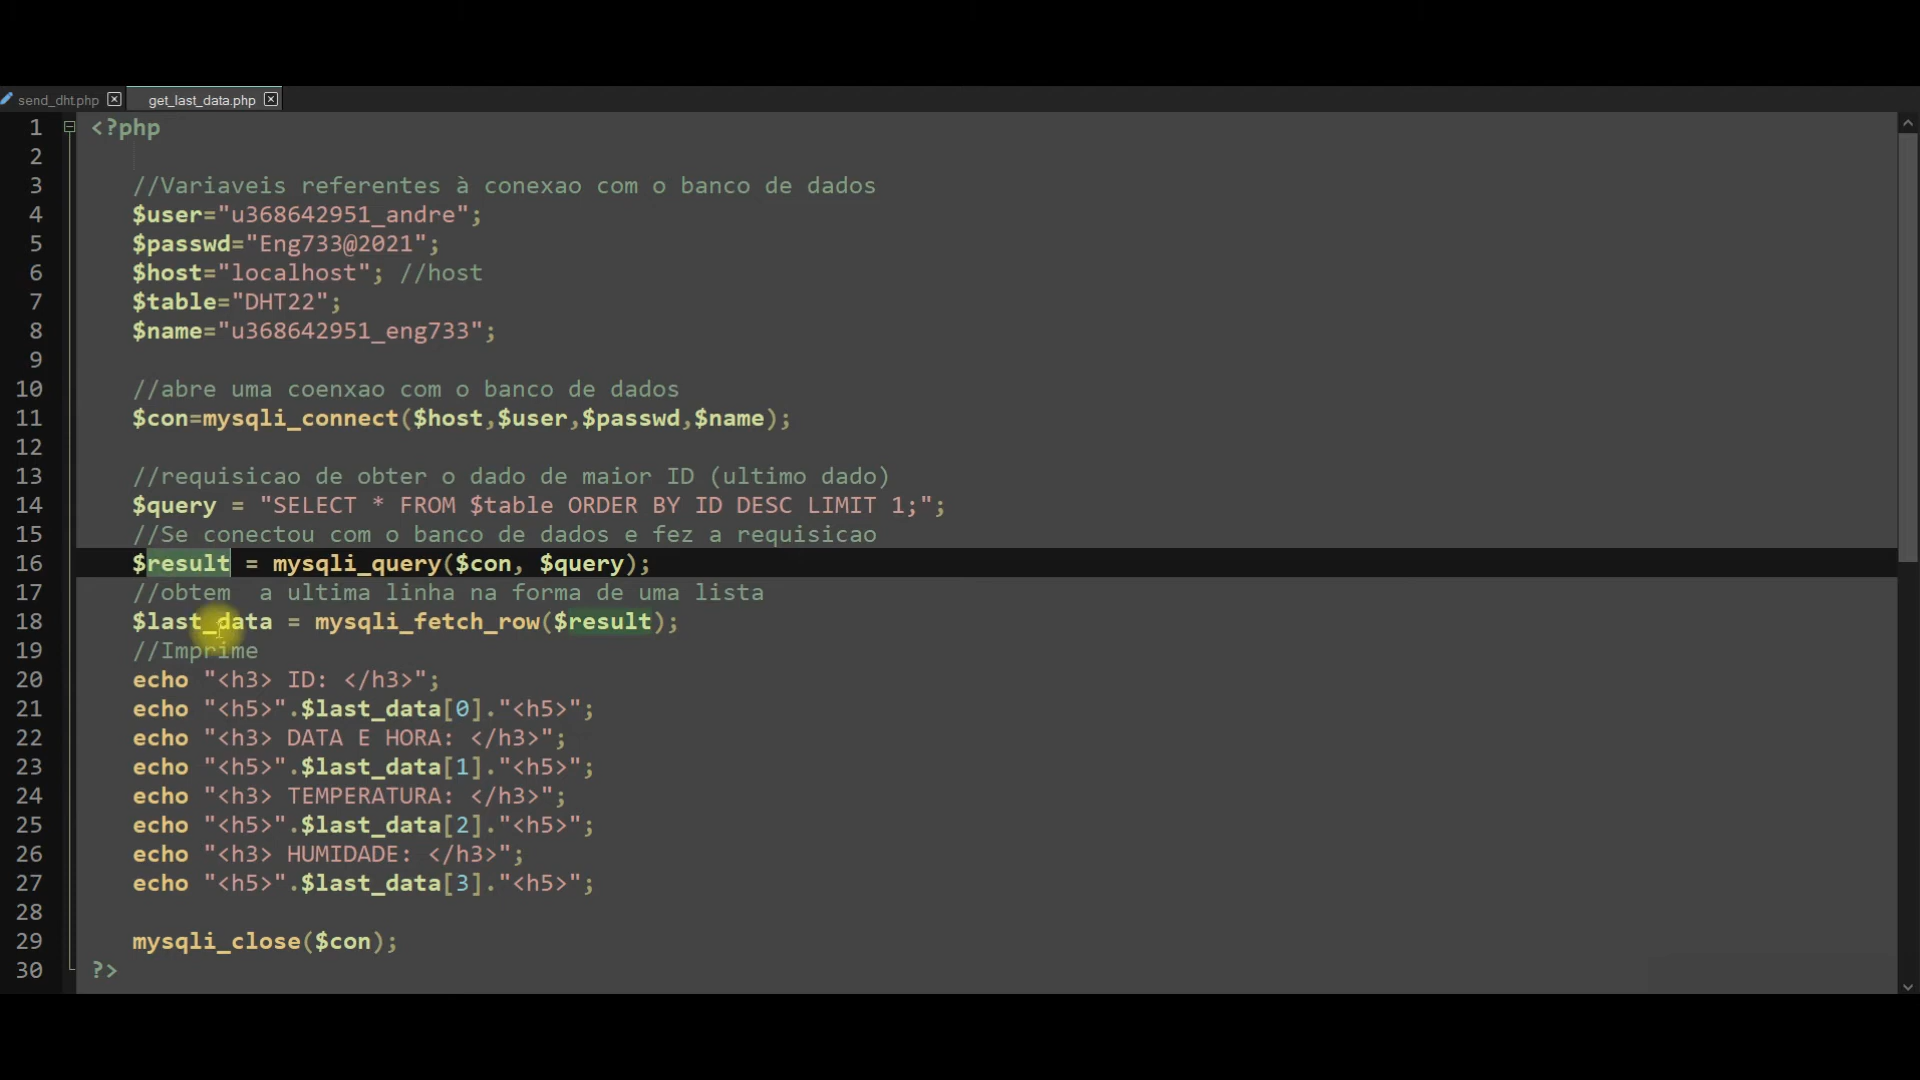 send_dht.php get_last_data.php
1 <?php
2
3 //Variaveis referentes à conexao com o banco de dados
4 $user="u368642951_andre";
5 $passwd="Eng733@2021";
6 $host="localhost"; //host
7 $table="DHT22";
8 $name="u368642951_eng733";
9
10 //abre uma coenxao com o banco de dados
11 $con=mysqli_connect($host,$user,$passwd,$name);
12
13 //requisicao de obter o dado de maior ID (ultimo dado)
14 $query = "SELECT * FROM $table ORDER BY ID DESC LIMIT 1;";
15 //Se conectou com o banco de dados e fez a requisicao
16 $result = mysqli_query($con, $query);
17 //obtem  a ultima linha na forma de uma lista
18 $last_data = mysqli_fetch_row($result);
19 //Imprime
20 echo "<h3> ID: </h3>";
21 echo "<h5>".$last_data[0]."<h5>";
22 echo "<h3> DATA E HORA: </h3>";
23 echo "<h5>".$last_data[1]."<h5>";
24 echo "<h3> TEMPERATURA: </h3>";
25 echo "<h5>".$last_data[2]."<h5>";
26 echo "<h3> HUMIDADE: </h3>";
27 echo "<h5>".$last_data[3]."<h5>";
28
29 mysqli_close($con);
30 ?>